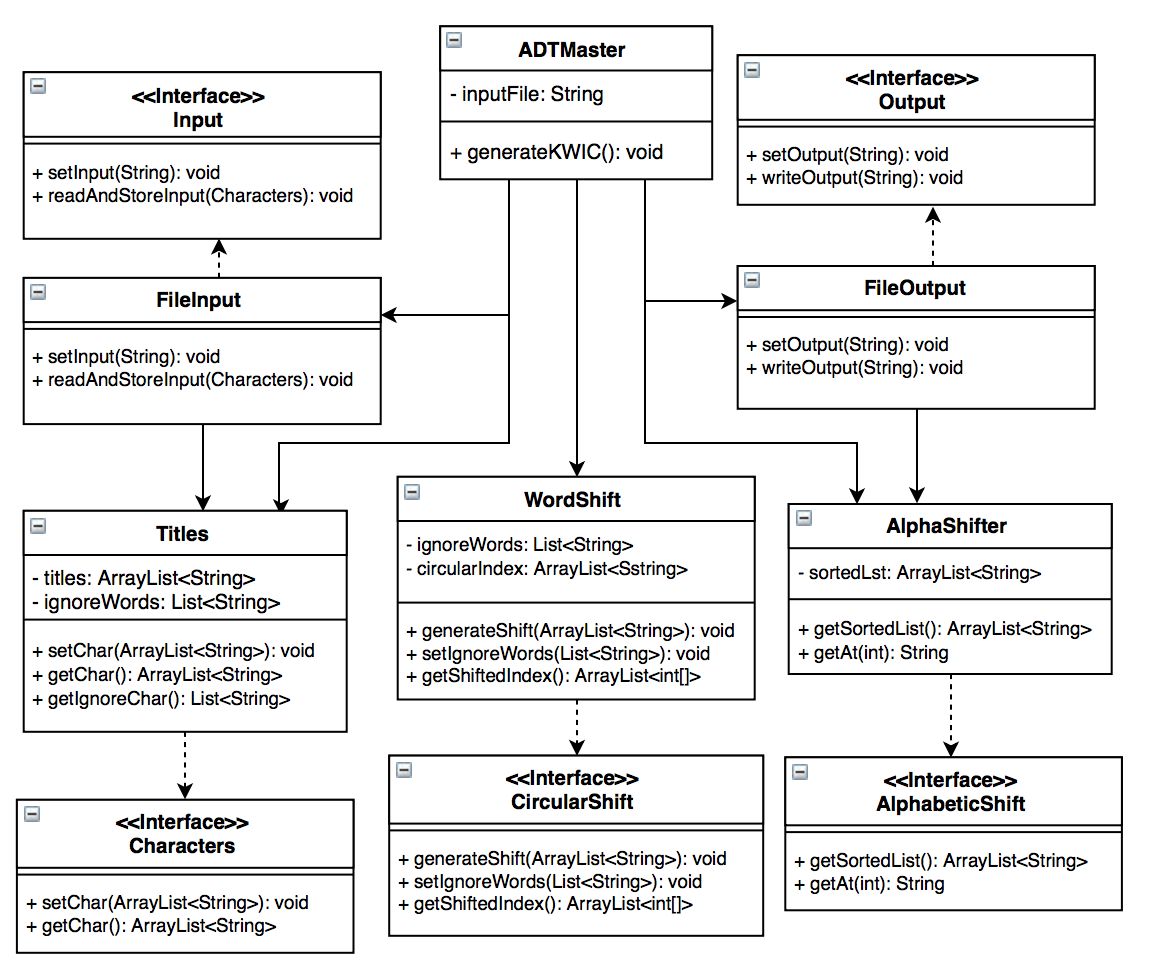 ADTMaster
- inputFile: String
+ generateKWIC(): void
<<Interface>>
Input
+ setInput(String): void
+ readAndStoreInput(Characters): void
<<Interface>>
Output
+ setOutput(String): void
+ writeOutput(String): void
FileInput
+ setInput(String): void
+ readAndStoreInput(Characters): void
FileOutput
+ setOutput(String): void
+ writeOutput(String): void
Titles
- titles: ArrayList<String>
- ignoreWords: List<String>
+ setChar(ArrayList<String>): void
+ getChar(): ArrayList<String>
+ getIgnoreChar(): List<String>
WordShift
- ignoreWords: List<String>
- circularIndex: ArrayList<Sstring>
+ generateShift(ArrayList<String>): void
+ setIgnoreWords(List<String>): void
+ getShiftedIndex(): ArrayList<int[]>
AlphaShifter
- sortedLst: ArrayList<String>
+ getSortedList(): ArrayList<String>
+ getAt(int): String
<<Interface>>
Characters
+ setChar(ArrayList<String>): void
+ getChar(): ArrayList<String>
<<Interface>>
CircularShift
+ generateShift(ArrayList<String>): void
+ setIgnoreWords(List<String>): void
+ getShiftedIndex(): ArrayList<int[]>
<<Interface>>
AlphabeticShift
+ getSortedList(): ArrayList<String>
+ getAt(int): String